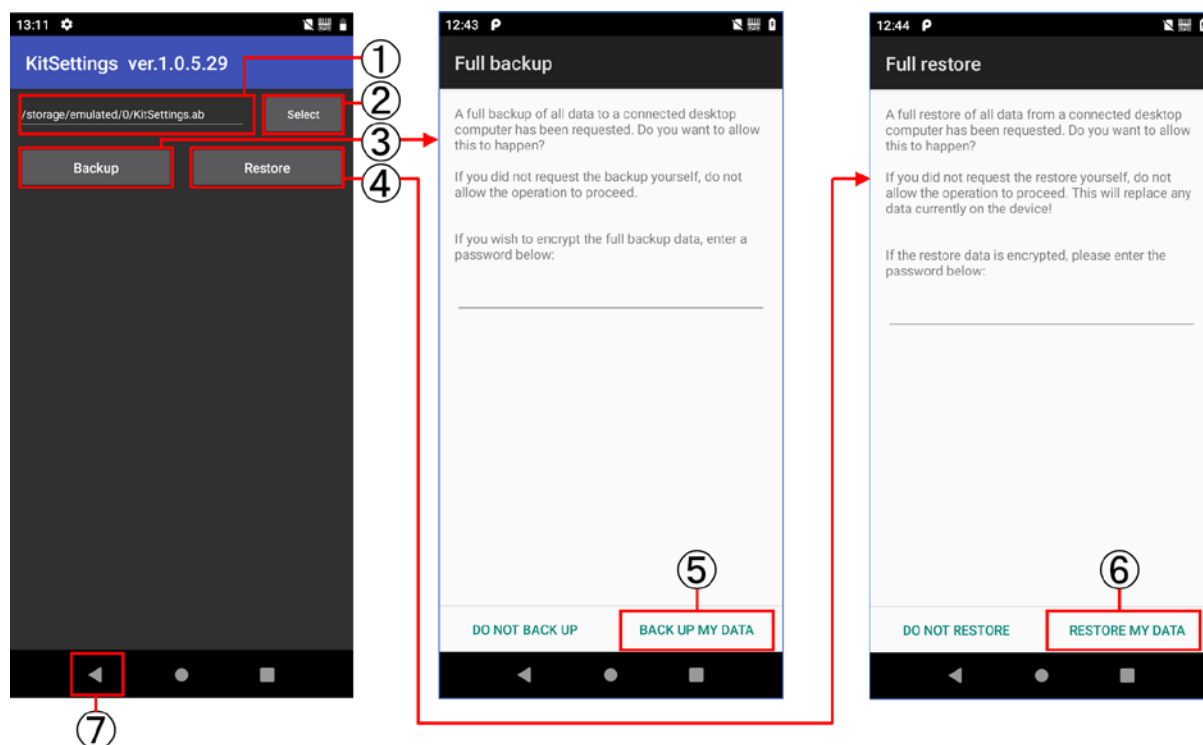 13:11
KitSettings ver.1.0.5.29
/storage/emulated/0/KitSettings.ab
Select
Backup
Restore
①
②
③
④
⑦
12:43
Full backup
A full backup of all data to a connected desktop
computer has been requested. Do you want to allow
this to happen?
If you did not request the backup yourself, do not
allow the operation to proceed.
If you wish to encrypt the full backup data, enter a
password below:
⑤
DO NOT BACK UP
BACK UP MY DATA
12:44
Full restore
A full restore of all data from a connected desktop
computer has been requested. Do you want to allow
this to happen?
If you did not request the restore yourself, do not
allow the operation to proceed. This will replace any
data currently on the device!
If the restore data is encrypted, please enter the
password below:
⑥
DO NOT RESTORE
RESTORE MY DATA